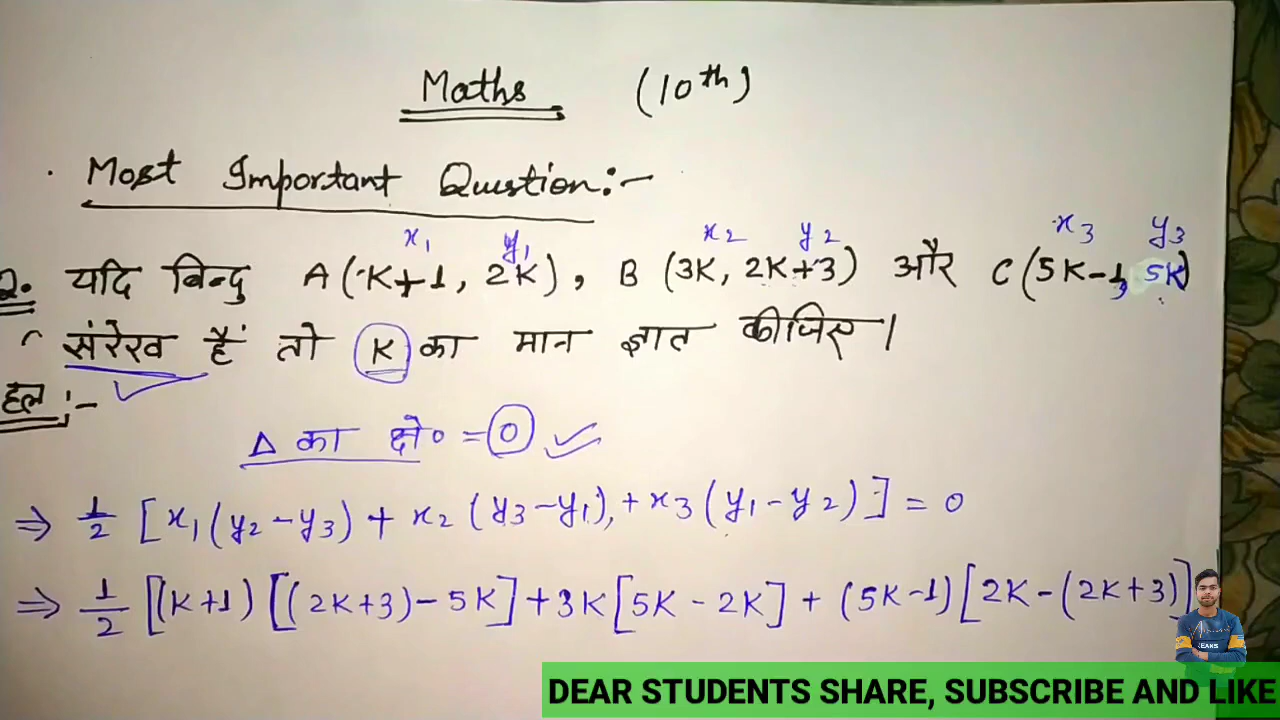 Maths (10th)
Most Important Question:-
x1 y1 x2 y2 x3 y3
Q. यदि बिन्दु A(K+1, 2K), B (3K, 2K+3) और C(5K-1, 5K)
संरेख हैं तो K का मान ज्ञात कीजिए।
हल :-
Δ का क्षे० = 0
⇒ 1/2 [x1(y2-y3) + x2 (y3-y1) + x3 (y1-y2)] = 0
⇒ 1/2 [(K+1) [(2K+3)-5K] + 3K[5K-2K] + (5K-1) [2K-(2K+3)]
DEAR STUDENTS SHARE, SUBSCRIBE AND LIKE